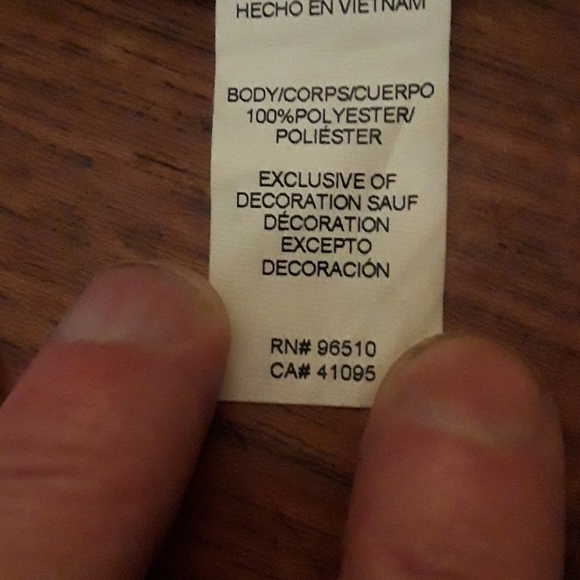 HECHO EN VIETNAM
BODY/CORPS/CUERPO
100%POLYESTER/
POLIÉSTER
EXCLUSIVE OF
DECORATION SAUF
DÉCORATION
EXCEPTO
DECORACIÓN
RN# 96510
CA# 41095